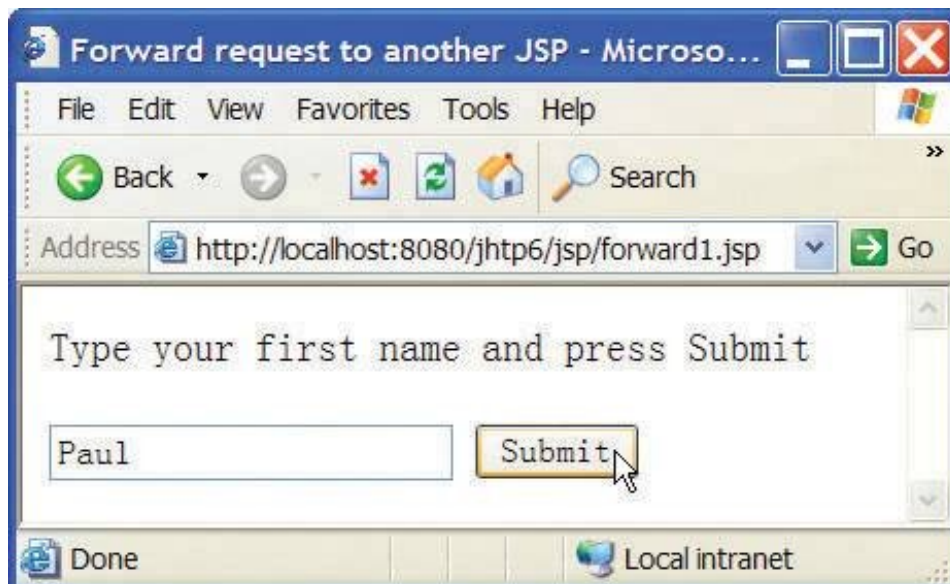 Forward request to another JSP - Microso...
File Edit View Favorites Tools Help
Back Search »
Address http://localhost:8080/jhtp6/jsp/forward1.jsp Go
Type your first name and press Submit
Paul Submit
Done Local intranet